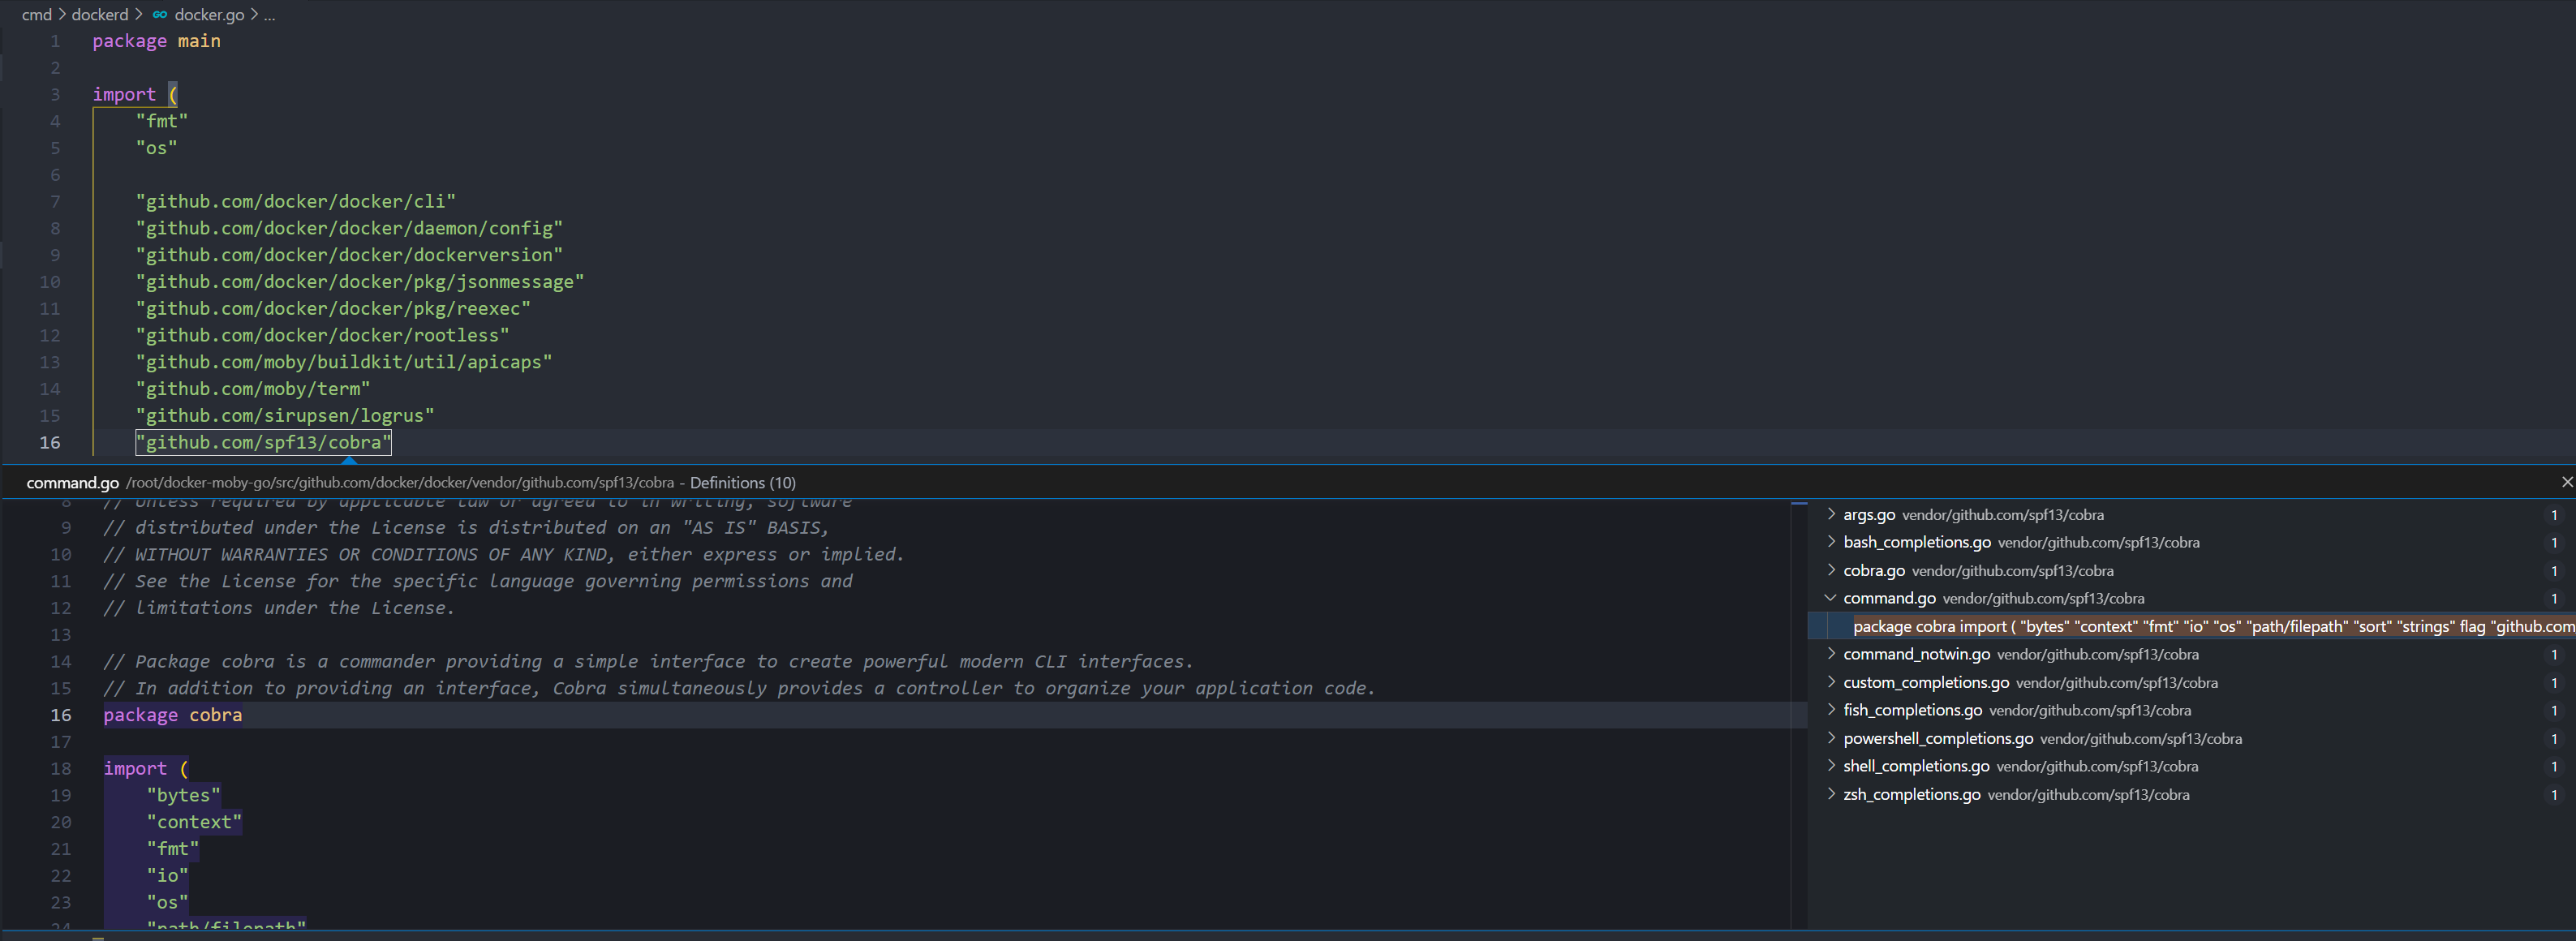 cmd > dockerd > GO docker.go > ...
1 package main
2
3 import (
4 "fmt"
5 "os"
6
7 "github.com/docker/docker/cli"
8 "github.com/docker/docker/daemon/config"
9 "github.com/docker/docker/dockerversion"
10 "github.com/docker/docker/pkg/jsonmessage"
11 "github.com/docker/docker/pkg/reexec"
12 "github.com/docker/docker/rootless"
13 "github.com/moby/buildkit/util/apicaps"
14 "github.com/moby/term"
15 "github.com/sirupsen/logrus"
16 "github.com/spf13/cobra"
command.go /root/docker-moby-go/src/github.com/docker/docker/vendor/github.com/spf13/cobra - Definitions (10)
8 // Unless required by applicable law or agreed to in writing, software
9 // distributed under the License is distributed on an "AS IS" BASIS,
10 // WITHOUT WARRANTIES OR CONDITIONS OF ANY KIND, either express or implied.
11 // See the License for the specific language governing permissions and
12 // limitations under the License.
13
14 // Package cobra is a commander providing a simple interface to create powerful modern CLI interfaces.
15 // In addition to providing an interface, Cobra simultaneously provides a controller to organize your application code.
16 package cobra
17
18 import (
19 "bytes"
20 "context"
21 "fmt"
22 "io"
23 "os"
24 "path/filepath"
args.go vendor/github.com/spf13/cobra 1
bash_completions.go vendor/github.com/spf13/cobra 1
cobra.go vendor/github.com/spf13/cobra 1
command.go vendor/github.com/spf13/cobra 1
package cobra import ( "bytes" "context" "fmt" "io" "os" "path/filepath" "sort" "strings" flag "github.com
command_notwin.go vendor/github.com/spf13/cobra 1
custom_completions.go vendor/github.com/spf13/cobra 1
fish_completions.go vendor/github.com/spf13/cobra 1
powershell_completions.go vendor/github.com/spf13/cobra 1
shell_completions.go vendor/github.com/spf13/cobra 1
zsh_completions.go vendor/github.com/spf13/cobra 1